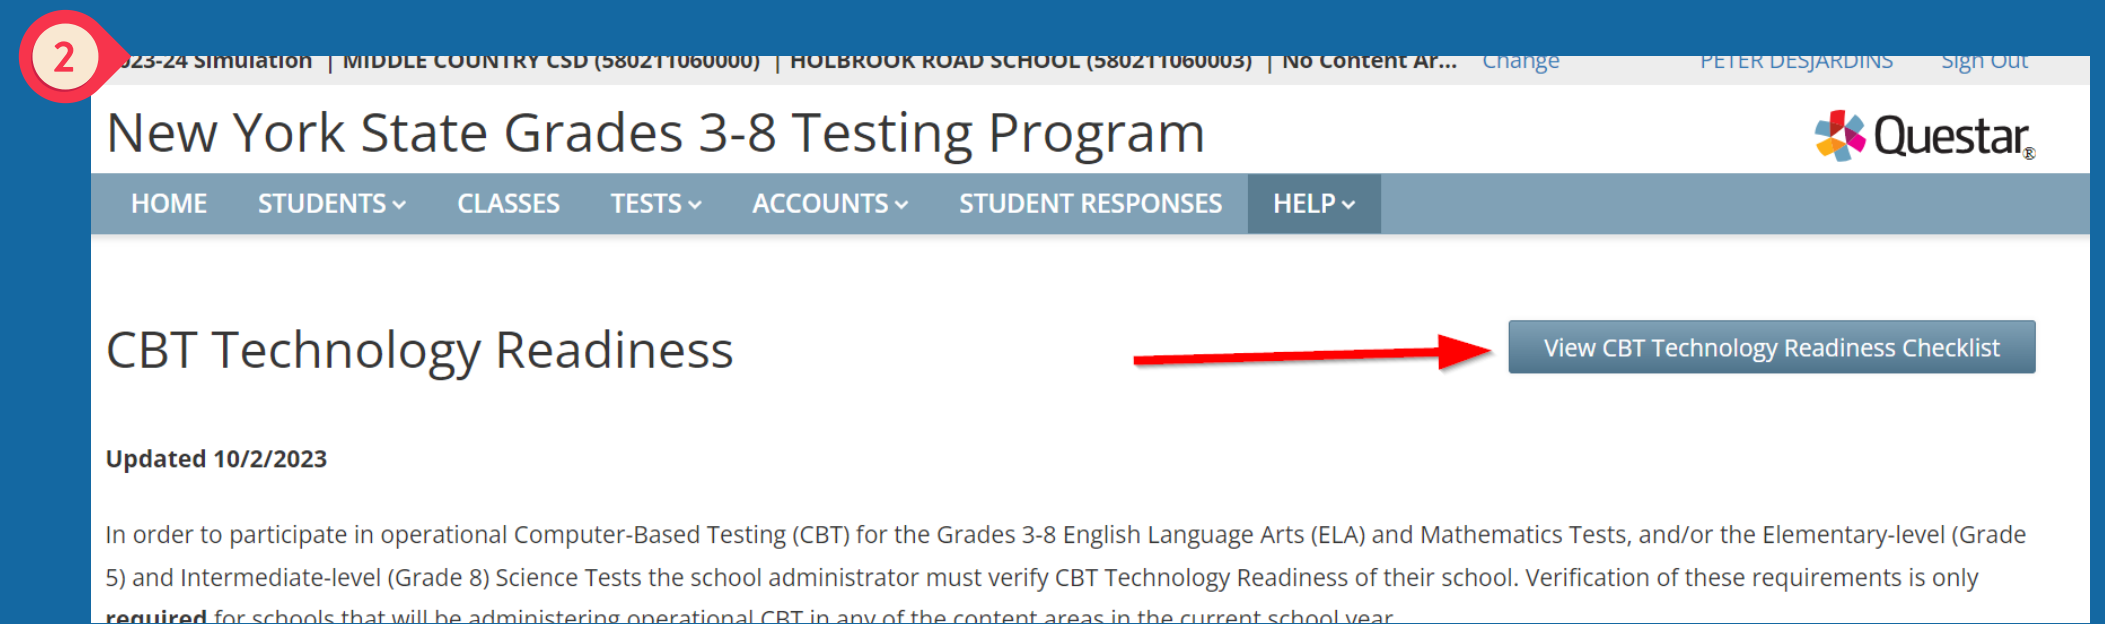 2
023-24 Simulation | MIDDLE COUNTRY CSD (580211060000) | HOLBROOK ROAD SCHOOL (580211060003) | No Content Ar... Change PETER DESJARDINS Sign Out
New York State Grades 3-8 Testing Program
Questar®
HOME STUDENTS CLASSES TESTS ACCOUNTS STUDENT RESPONSES HELP
CBT Technology Readiness
View CBT Technology Readiness Checklist
Updated 10/2/2023
In order to participate in operational Computer-Based Testing (CBT) for the Grades 3-8 English Language Arts (ELA) and Mathematics Tests, and/or the Elementary-level (Grade
5) and Intermediate-level (Grade 8) Science Tests the school administrator must verify CBT Technology Readiness of their school. Verification of these requirements is only
required for schools that will be administering operational CBT in any of the content areas in the current school year.